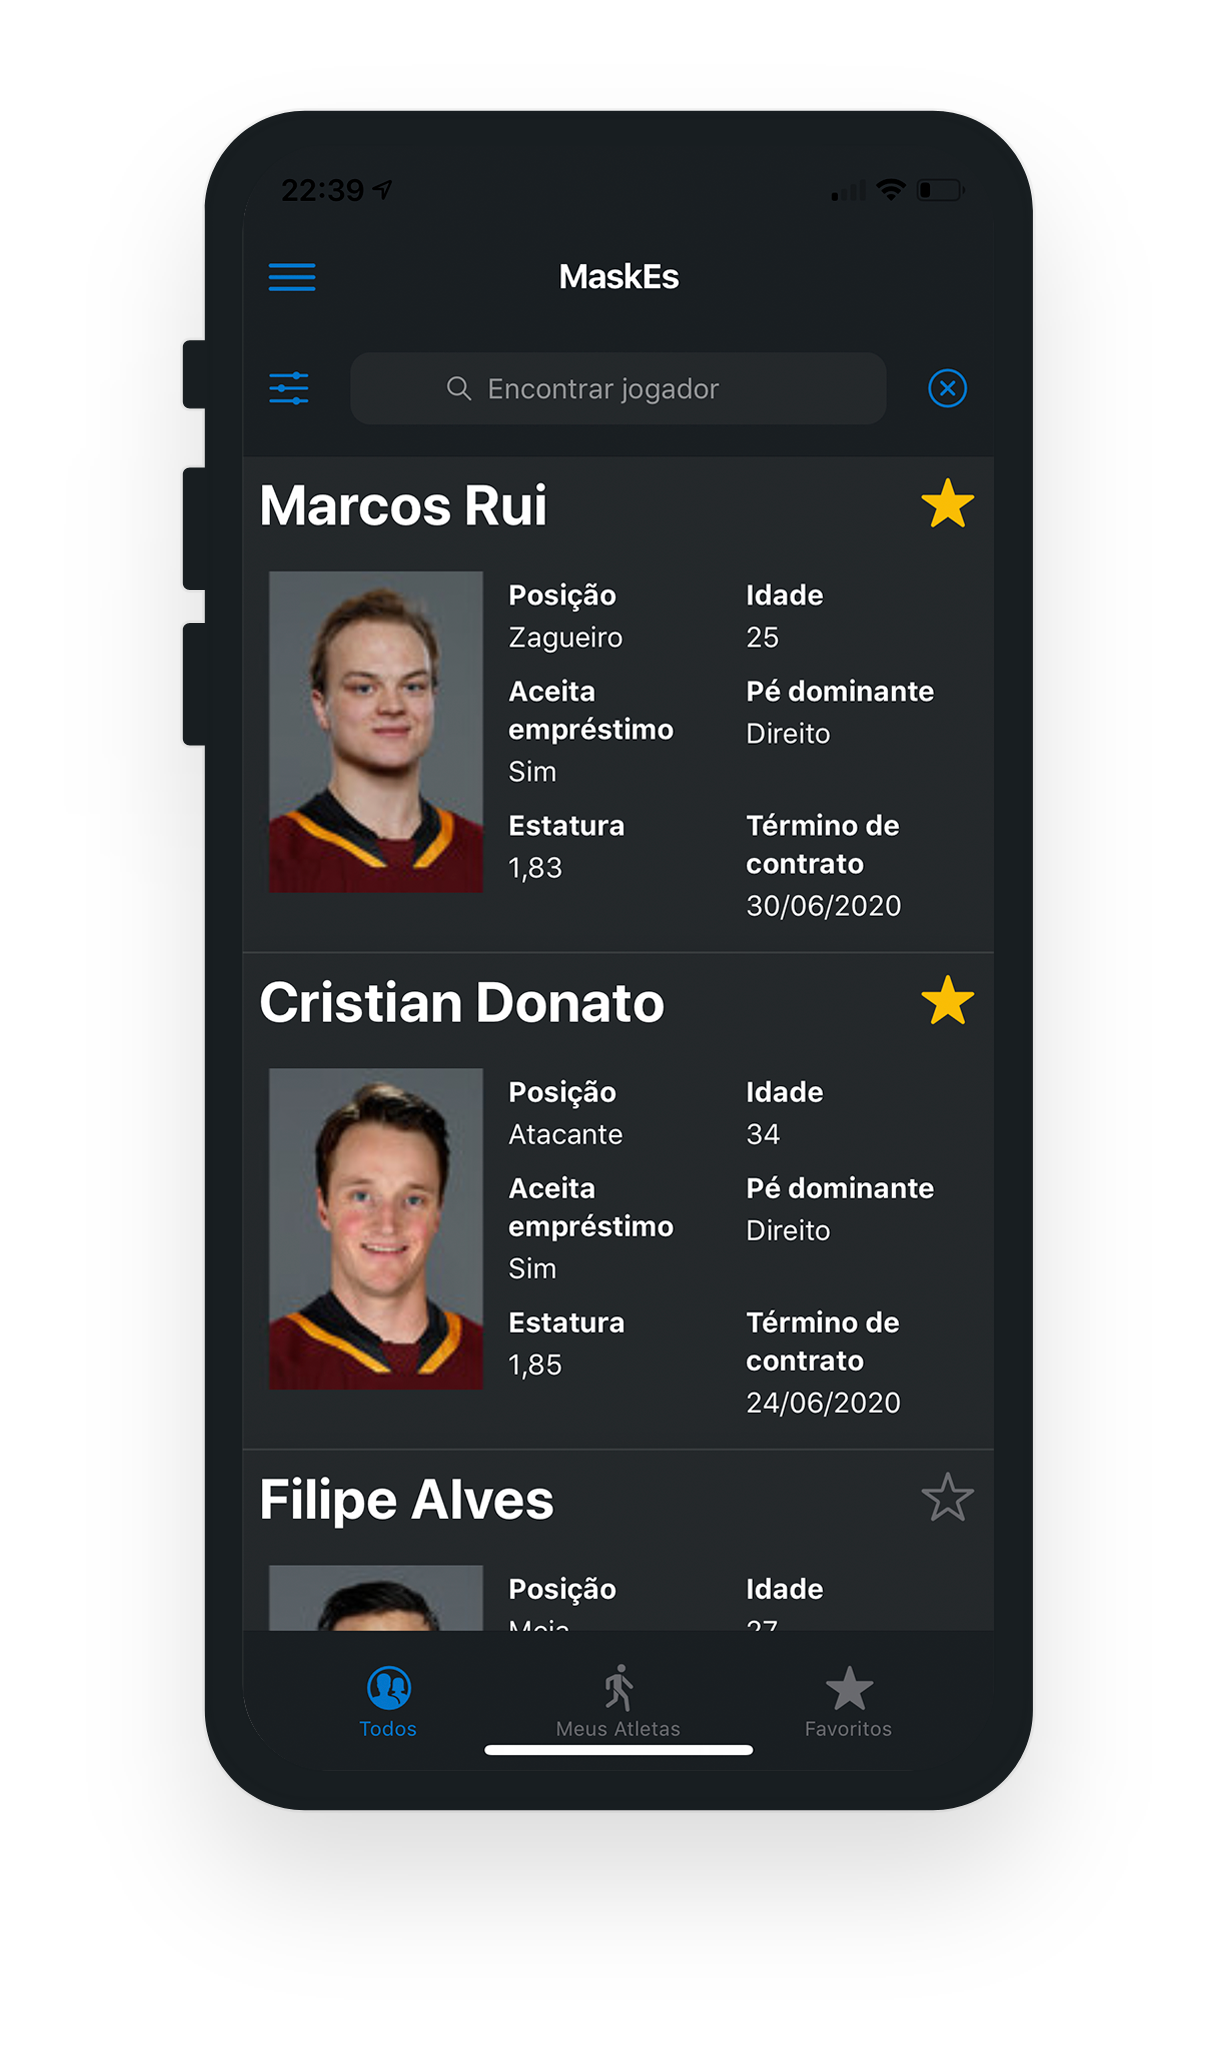 22:39
MaskEs
Encontrar jogador
Marcos Rui
Posição
Zagueiro
Idade
25
Aceita
empréstimo
Sim
Pé dominante
Direito
Estatura
1,83
Término de
contrato
30/06/2020
Cristian Donato
Posição
Atacante
Idade
34
Aceita
empréstimo
Sim
Pé dominante
Direito
Estatura
1,85
Término de
contrato
24/06/2020
Filipe Alves
Posição
Meia
Idade
27
Todos
Meus Atletas
Favoritos